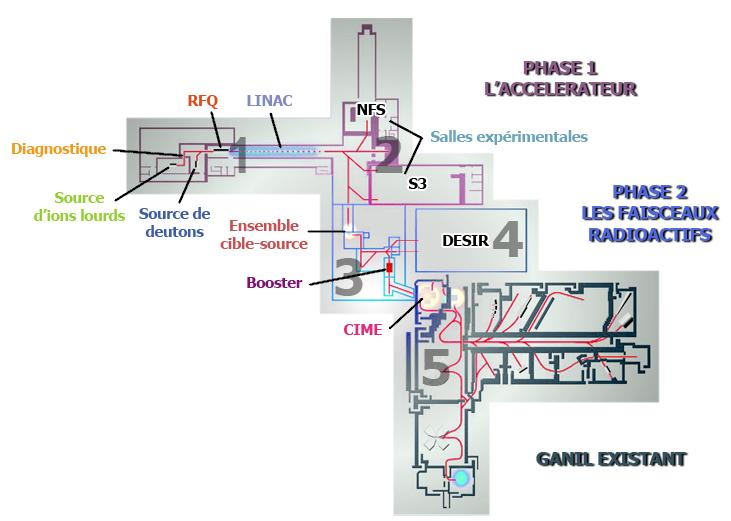 PHASE 1
L'ACCELERATEUR
RFQ
LINAC
NFS
Diagnostique
1
2
Salles expérimentales
Source
d'ions lourds
Source de
deutons
S3
PHASE 2
LES FAISCEAUX
RADIOACTIFS
Ensemble
cible-source
DESIR
4
3
Booster
CIME
5
GANIL EXISTANT